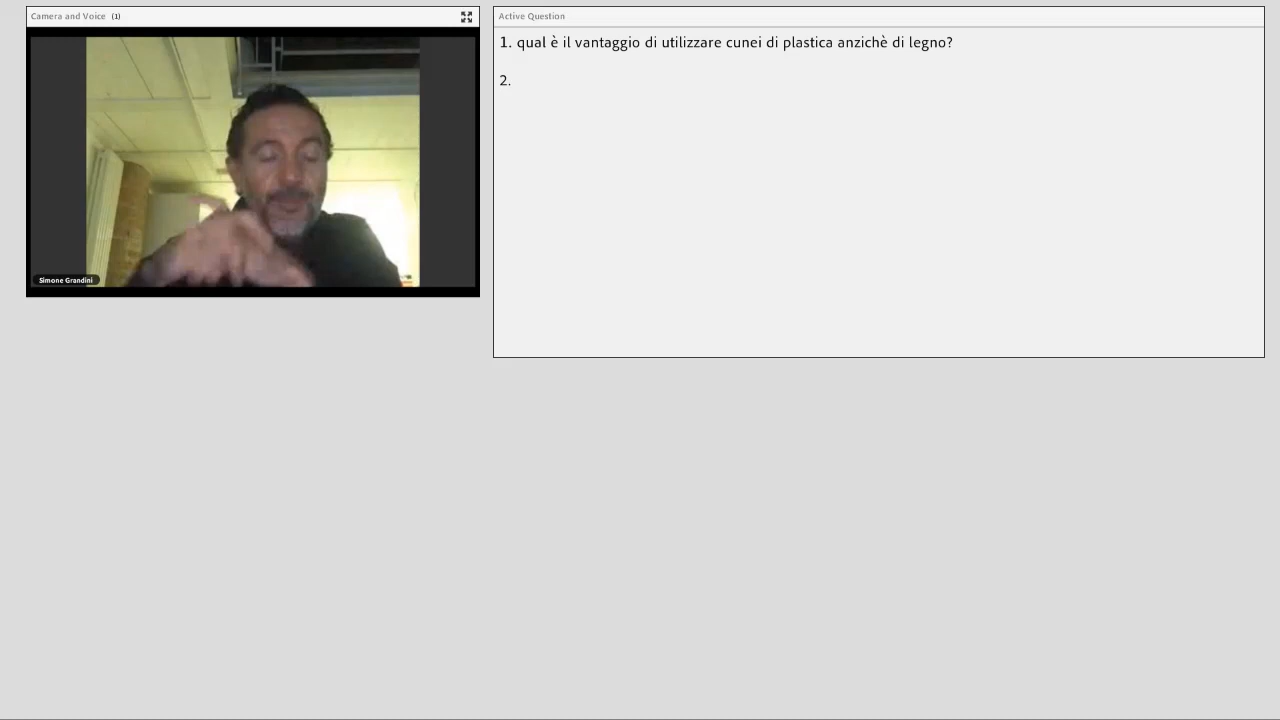 Camera and Voice (1)
Simone Grandini
Active Question
1. qual è il vantaggio di utilizzare cunei di plastica anzichè di legno?
2.